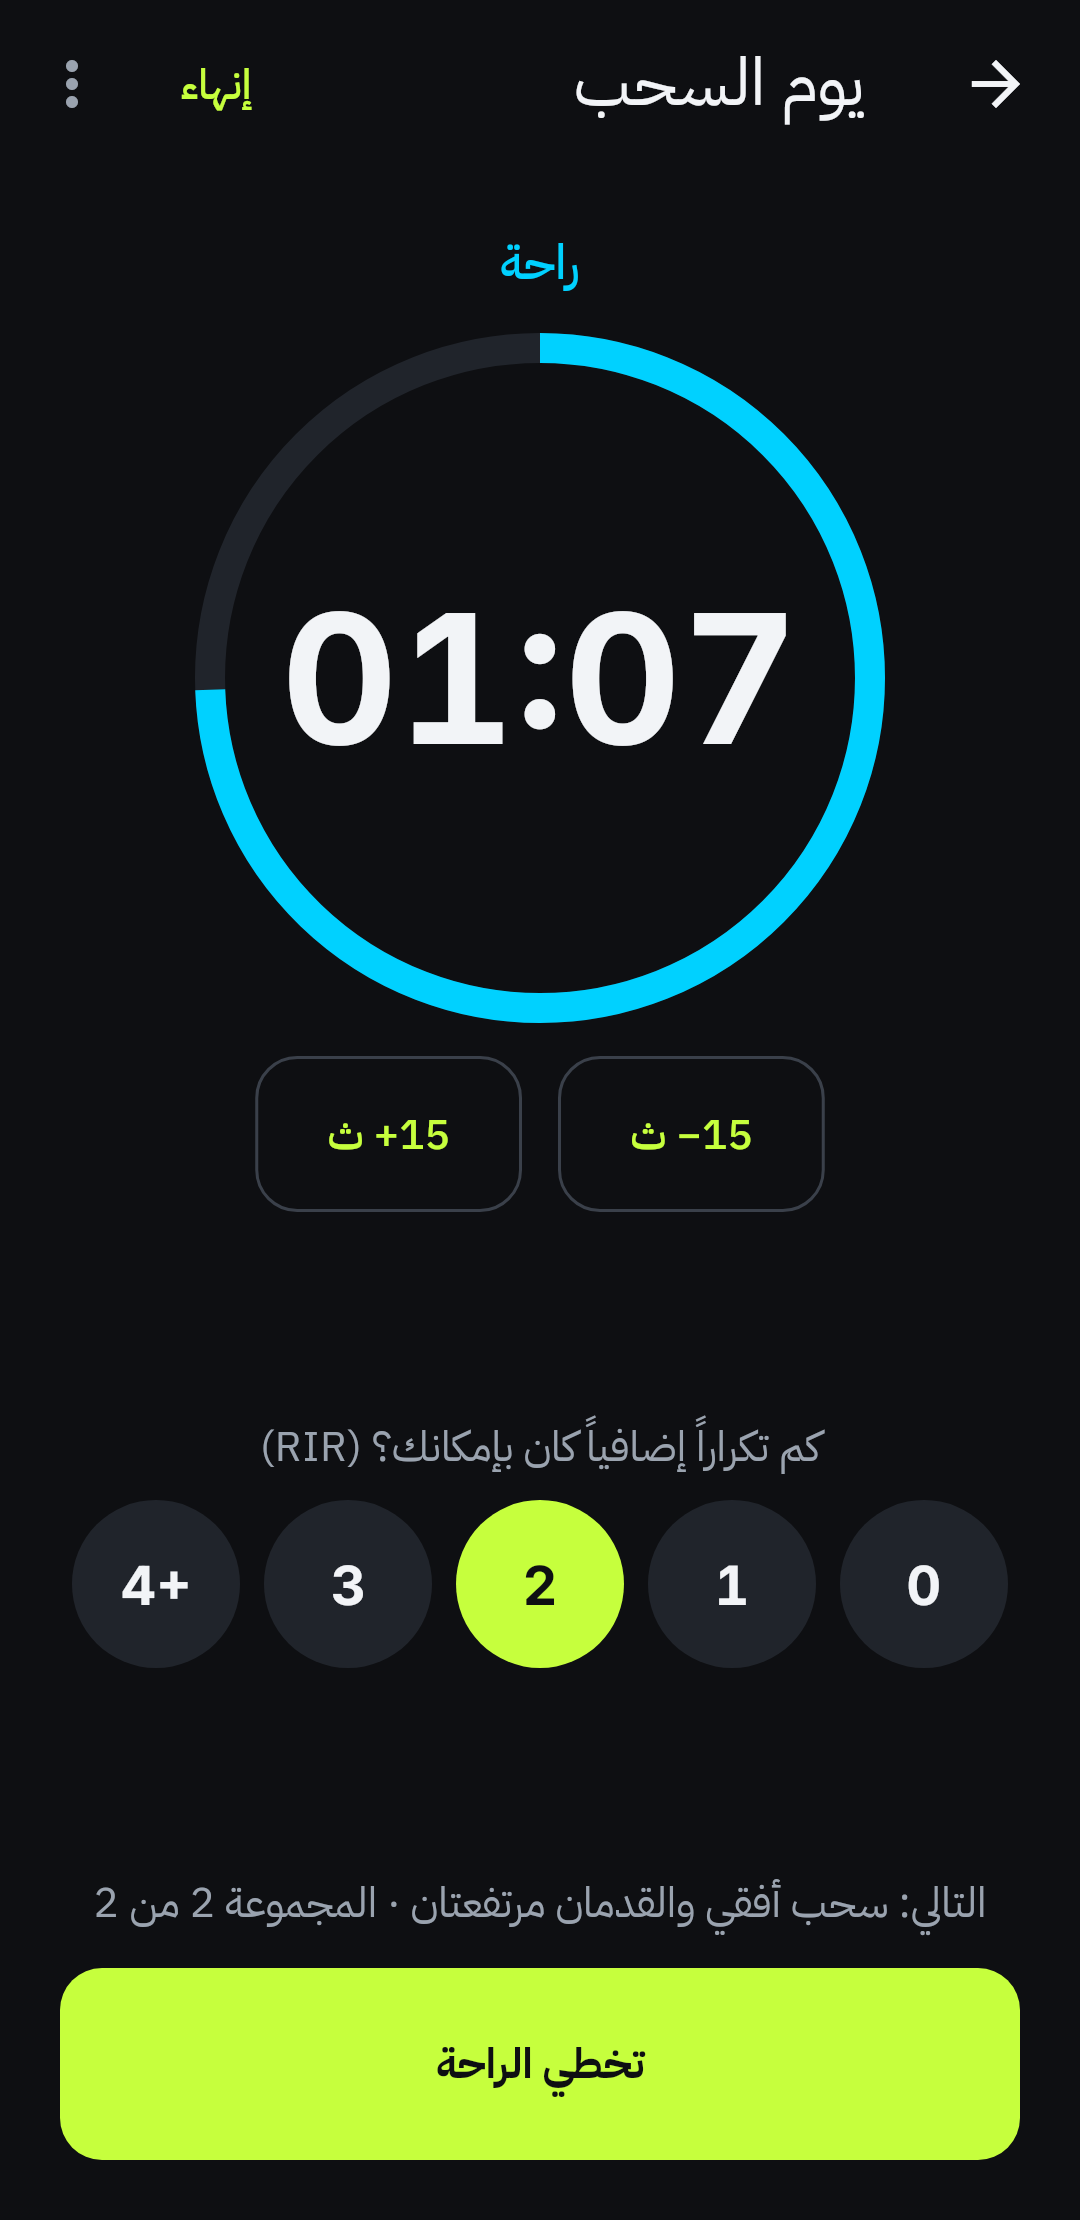 يوم السحب
إنهاء
راحة
01:07
−15 ث
+15 ث
كم تكراراً إضافياً كان بإمكانك؟ (RIR)
0
1
2
3
4+
التالي: سحب أفقي والقدمان مرتفعتان · المجموعة 2 من 2
تخطي الراحة